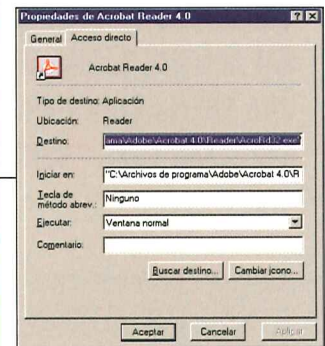 Propiedades de Acrobat Reader 4.0
General Acceso directo
Acrobat Reader 4.0
Tipo de destino: Aplicación
Ubicación: Reader
Destino: ama\Adobe\Acrobat 4.0\Reader\AcroRd32.exe"
Iniciar en: "C:\Archivos de programa\Adobe\Acrobat 4.0\R
Tecla de
método abrev.: Ninguno
Ejecutar: Ventana normal
Comentario:
Buscar destino... Cambiar icono...
Aceptar Cancelar Aplicar